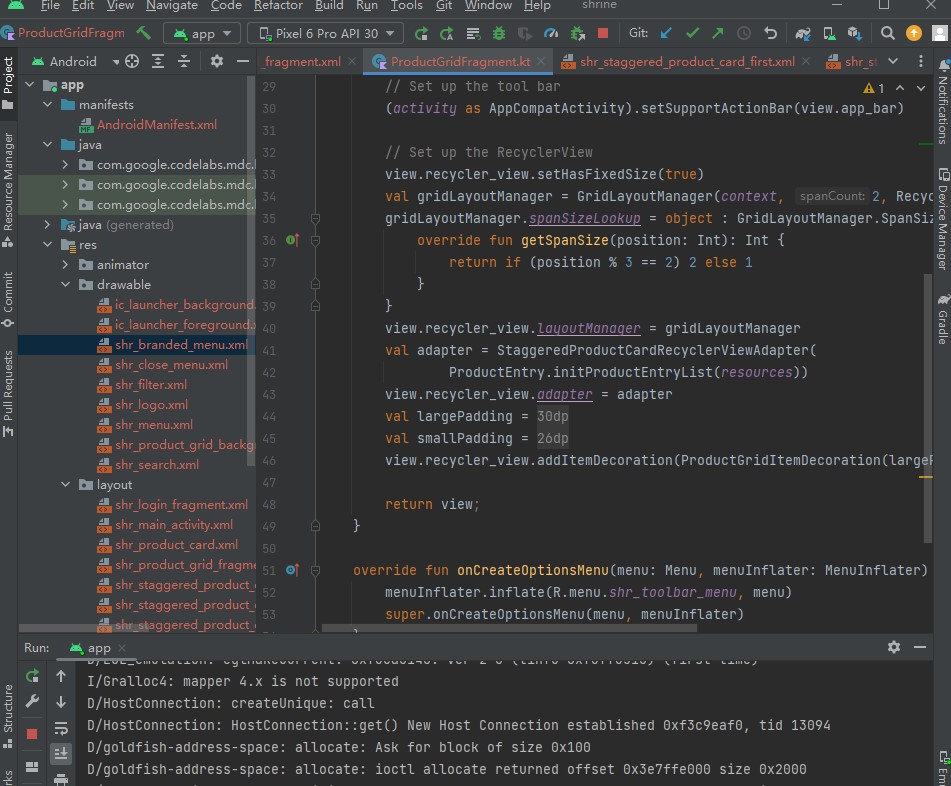 File Edit View Navigate Code Refactor Build Run Tools Git Window Help shrine
ProductGridFragm app Pixel 6 Pro API 30 Git:
Android
_fragment.xml ProductGridFragment.kt shr_staggered_product_card_first.xml shr_st
Project
Resource Manager
Commit
Pull Requests
Structure
app
manifests
AndroidManifest.xml
java
com.google.codelabs.mdc.
com.google.codelabs.mdc.
com.google.codelabs.mdc.
java (generated)
res
animator
drawable
ic_launcher_background.
ic_launcher_foreground.
shr_branded_menu.xml
shr_close_menu.xml
shr_filter.xml
shr_logo.xml
shr_menu.xml
shr_product_grid_backg
shr_search.xml
layout
shr_login_fragment.xml
shr_main_activity.xml
shr_product_card.xml
shr_product_grid_fragme
shr_staggered_product_
shr_staggered_product_
shr_staggered_product_
1
29 // Set up the tool bar
30 (activity as AppCompatActivity).setSupportActionBar(view.app_bar)
31
32 // Set up the RecyclerView
33 view.recycler_view.setHasFixedSize(true)
34 val gridLayoutManager = GridLayoutManager(context, spanCount: 2, Recyc
35 gridLayoutManager.spanSizeLookup = object : GridLayoutManager.SpanSiz
36 override fun getSpanSize(position: Int): Int {
37 return if (position % 3 == 2) 2 else 1
38 }
39 }
40 view.recycler_view.layoutManager = gridLayoutManager
41 val adapter = StaggeredProductCardRecyclerViewAdapter(
42 ProductEntry.initProductEntryList(resources))
43 view.recycler_view.adapter = adapter
44 val largePadding = 30dp
45 val smallPadding = 26dp
46 view.recycler_view.addItemDecoration(ProductGridItemDecoration(largeP
47
48 return view;
49 }
50
51 override fun onCreateOptionsMenu(menu: Menu, menuInflater: MenuInflater)
52 menuInflater.inflate(R.menu.shr_toolbar_menu, menu)
53 super.onCreateOptionsMenu(menu, menuInflater)
Notifications
Device Manager
Gradle
Run: app
I/Gralloc4: mapper 4.x is not supported
D/HostConnection: createUnique: call
D/HostConnection: HostConnection::get() New Host Connection established 0xf3c9eaf0, tid 13094
D/goldfish-address-space: allocate: Ask for block of size 0x100
D/goldfish-address-space: allocate: ioctl allocate returned offset 0x3e7ffe000 size 0x2000